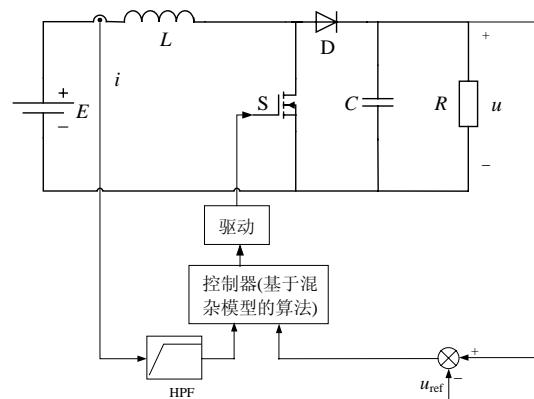 D
+
L
i
S
C
R
u
+
E
−
−
驱动
控制器(基于混
杂模型的算法)
HPF
+
−
u_ref